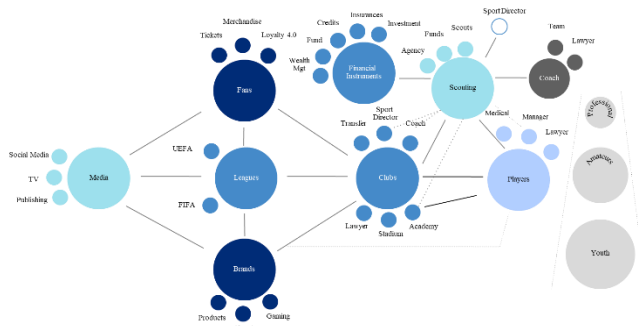 Sport Director
Merchandise
Insurances
Credits
Investment
Scouts
Team
Tickets
Loyalty 4.0
Fund
Funds
Lawyer
Wealth
Mgt
Agency
Financial
Instruments
Fans
Scouting
Coach
Sport
Director
Medical
Manager
Professional
Transfer
Coach
Lawyer
UEFA
Social Media
Amateurs
TV
Media
Leagues
Clubs
Players
Publishing
FIFA
Lawyer
Academy
Stadium
Youth
Brands
Products
Gaming